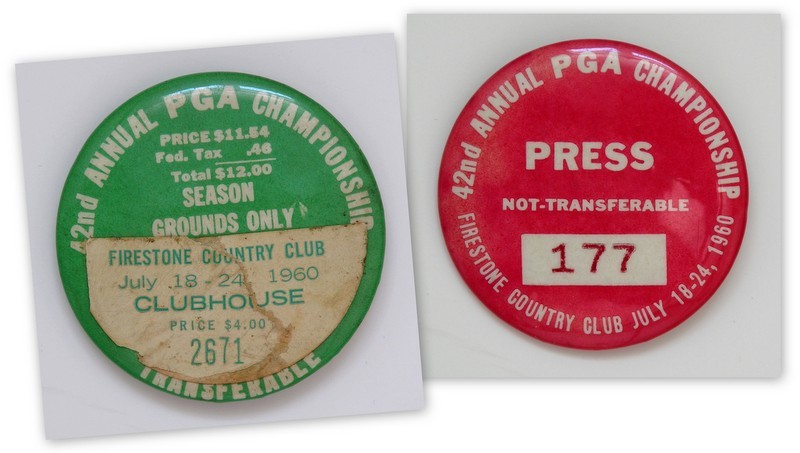 42nd ANNUAL PGA CHAMPIONSHIP
PRICE $11.54
Fed. Tax .46
Total $12.00
SEASON
GROUNDS ONLY
FIRESTONE COUNTRY CLUB
July 18 - 24 1960
CLUBHOUSE
PRICE $4.00
2671
TRANSFERABLE
42nd ANNUAL PGA CHAMPIONSHIP
PRESS
NOT-TRANSFERABLE
177
FIRESTONE COUNTRY CLUB JULY 18-24, 1960